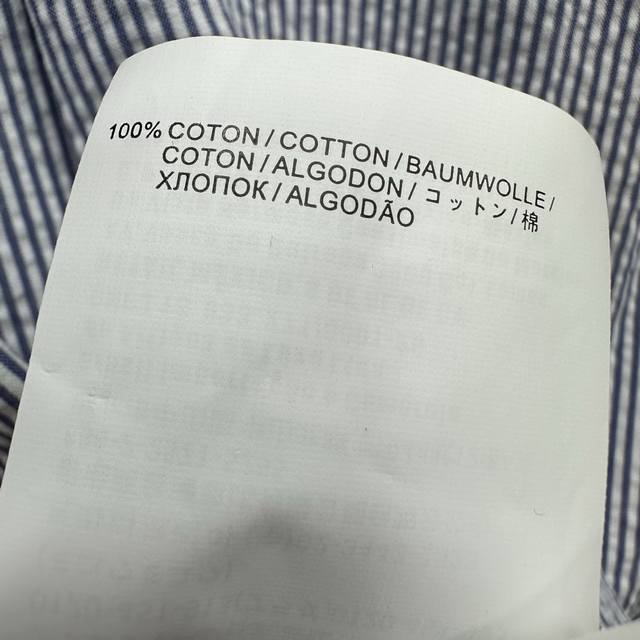 100% COTON / COTTON / BAUMWOLLE /
COTON / ALGODON / コットン / 棉
ХЛОПОК / ALGODÃO